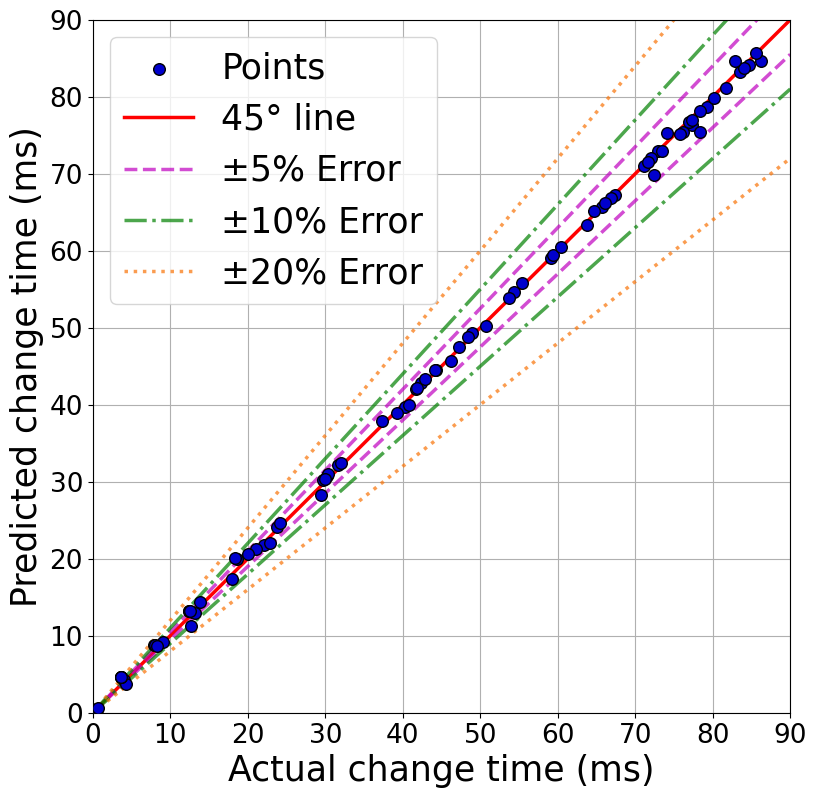 Points
45° line
±5% Error
±10% Error
±20% Error
Predicted change time (ms)
90
80
70
60
50
40
30
20
10
0
0 10 20 30 40 50 60 70 80 90
Actual change time (ms)